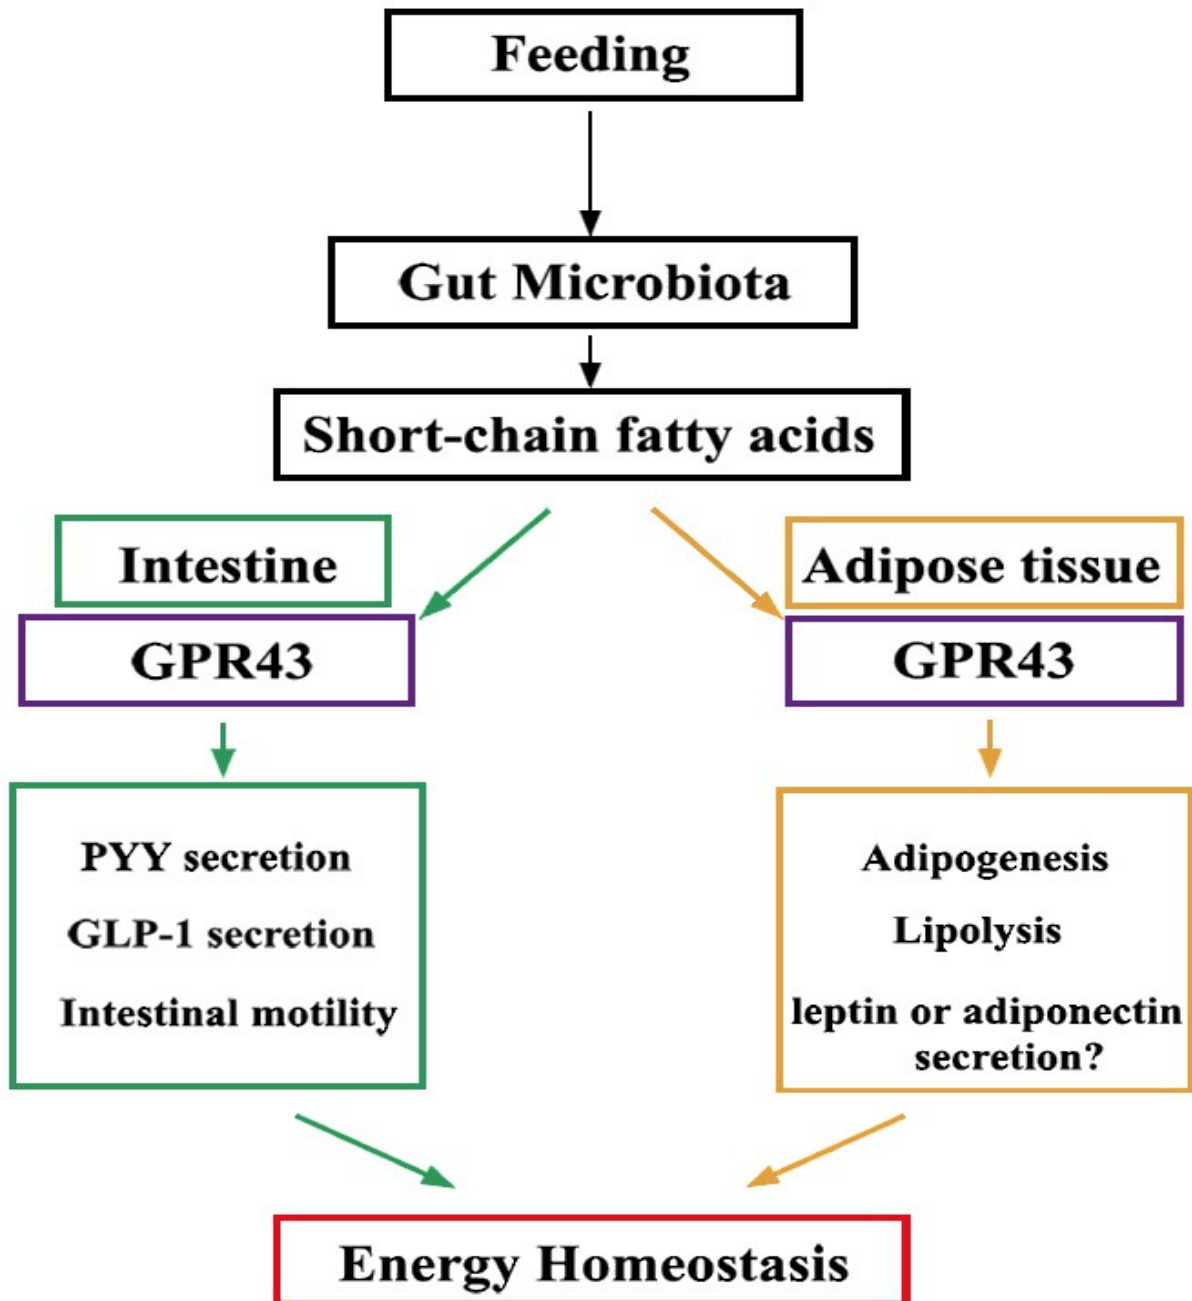 Feeding
Gut Microbiota
Short-chain fatty acids
Intestine
GPR43
PYY secretion
GLP-1 secretion
Intestinal motility
Adipose tissue
GPR43
Adipogenesis
Lipolysis
leptin or adiponectin
secretion?
Energy Homeostasis